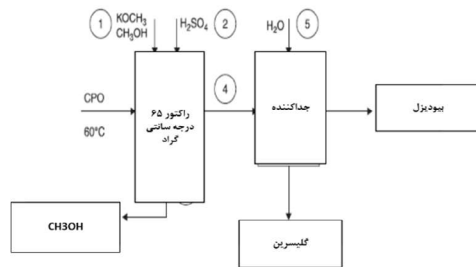 1
KOCH3
CH3OH
H2SO4
2
H2O
5
CPO
60°C
راکتور ۶۵
درجه سانتی
گراد
4
جداکننده
بیودیزل
CH3OH
گلیسرین